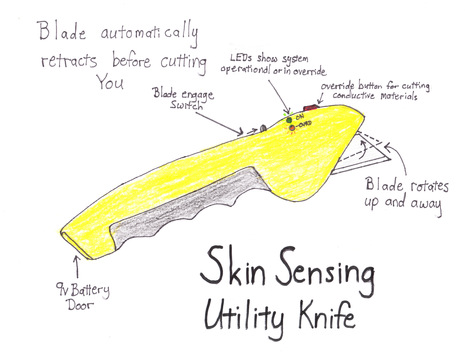 Blade automatically
retracts before cutting
You
LEDs show system
operational or in override
override button for cutting
conductive materials
Blade engage
Switch
ON
OVRD
Blade rotates
up and away
9v Battery
Door
Skin Sensing
Utility Knife